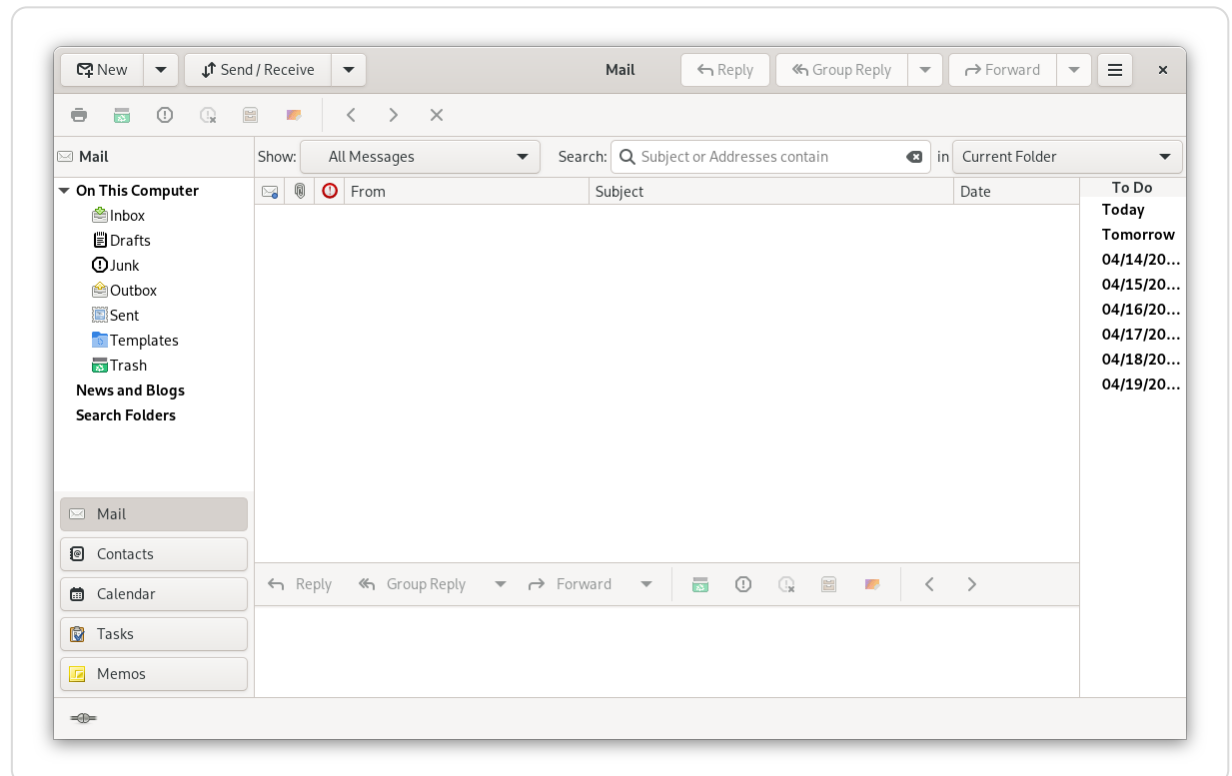 New Send / Receive Mail Reply Group Reply Forward
Mail Show: All Messages Search: Subject or Addresses contain in Current Folder
On This Computer
Inbox
Drafts
Junk
Outbox
Sent
Templates
Trash
News and Blogs
Search Folders
Mail
Contacts
Calendar
Tasks
Memos
From Subject Date
Reply Group Reply Forward
To Do
Today
Tomorrow
04/14/20...
04/15/20...
04/16/20...
04/17/20...
04/18/20...
04/19/20...